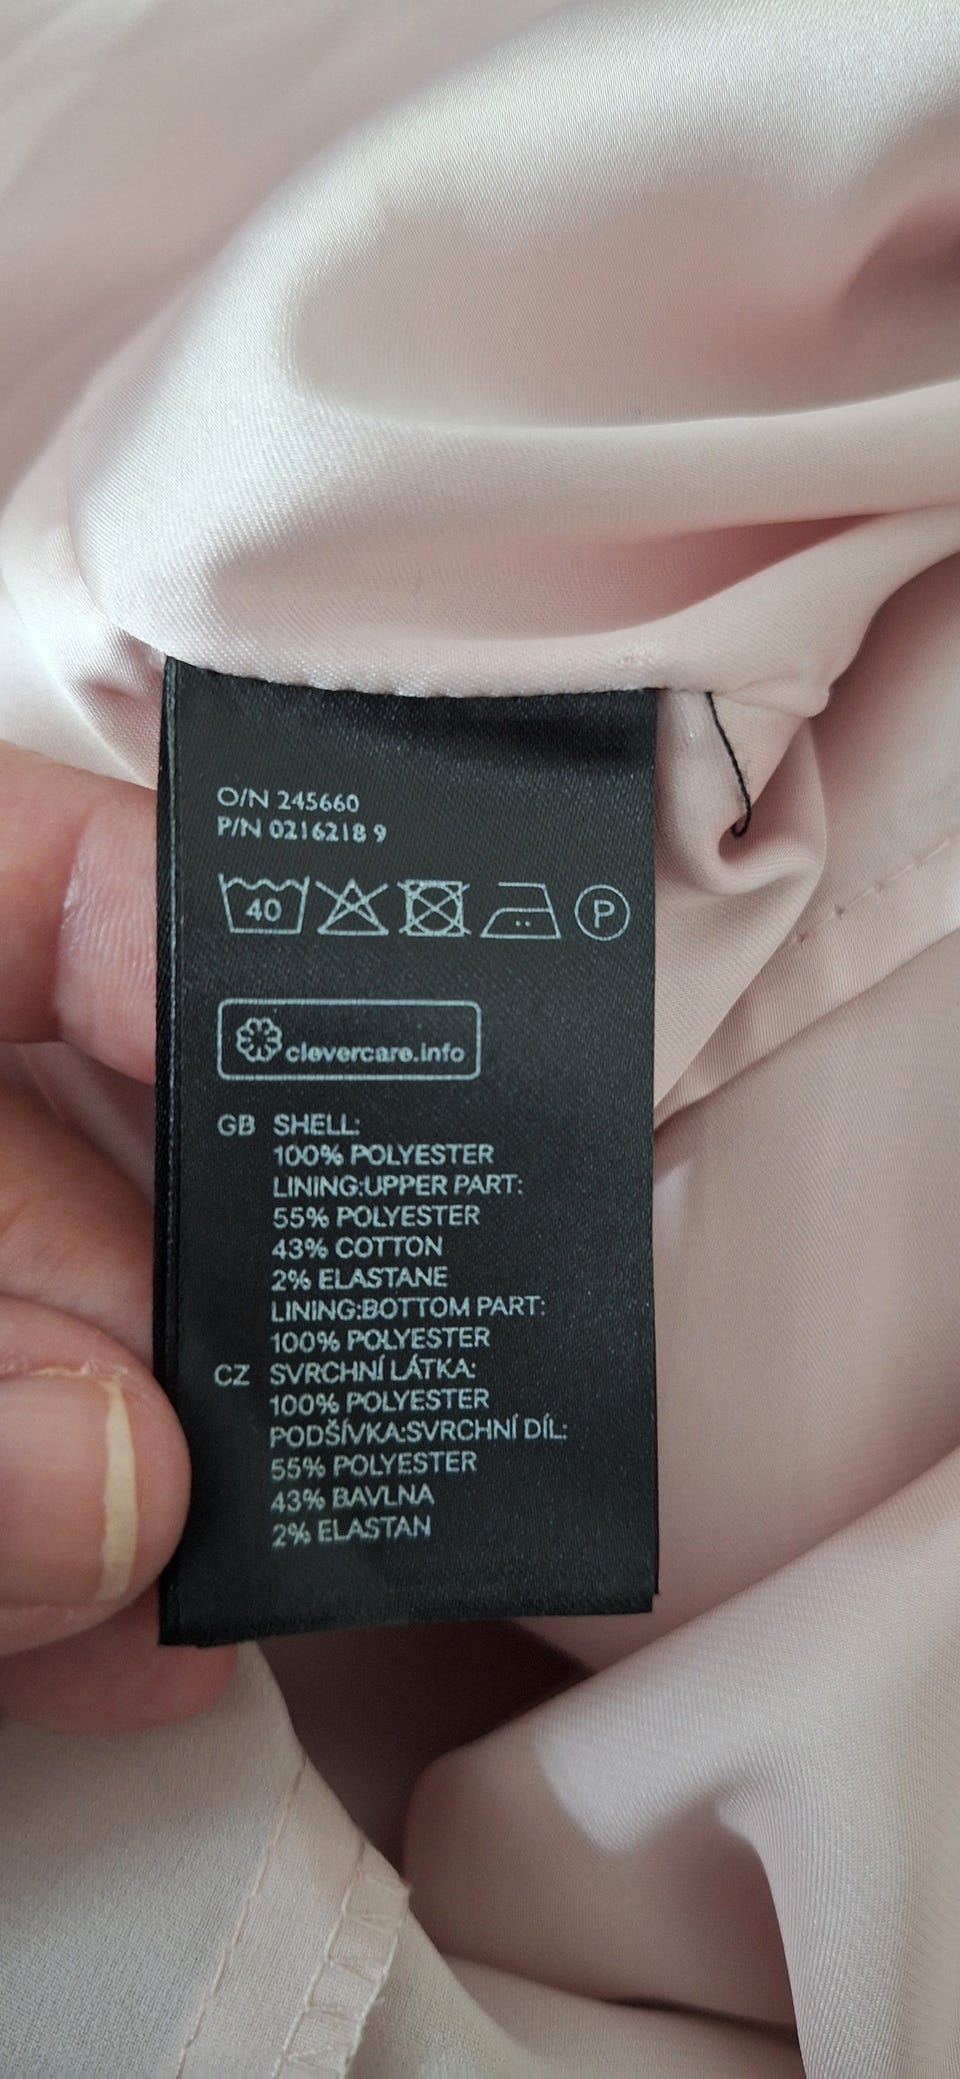 O/N 245660
P/N 0216218 9
40 P
clevercare.info
GB SHELL:
100% POLYESTER
LINING:UPPER PART:
55% POLYESTER
43% COTTON
2% ELASTANE
LINING:BOTTOM PART:
100% POLYESTER
CZ SVRCHNÍ LÁTKA:
100% POLYESTER
PODŠÍVKA:SVRCHNÍ DÍL:
55% POLYESTER
43% BAVLNA
2% ELASTAN